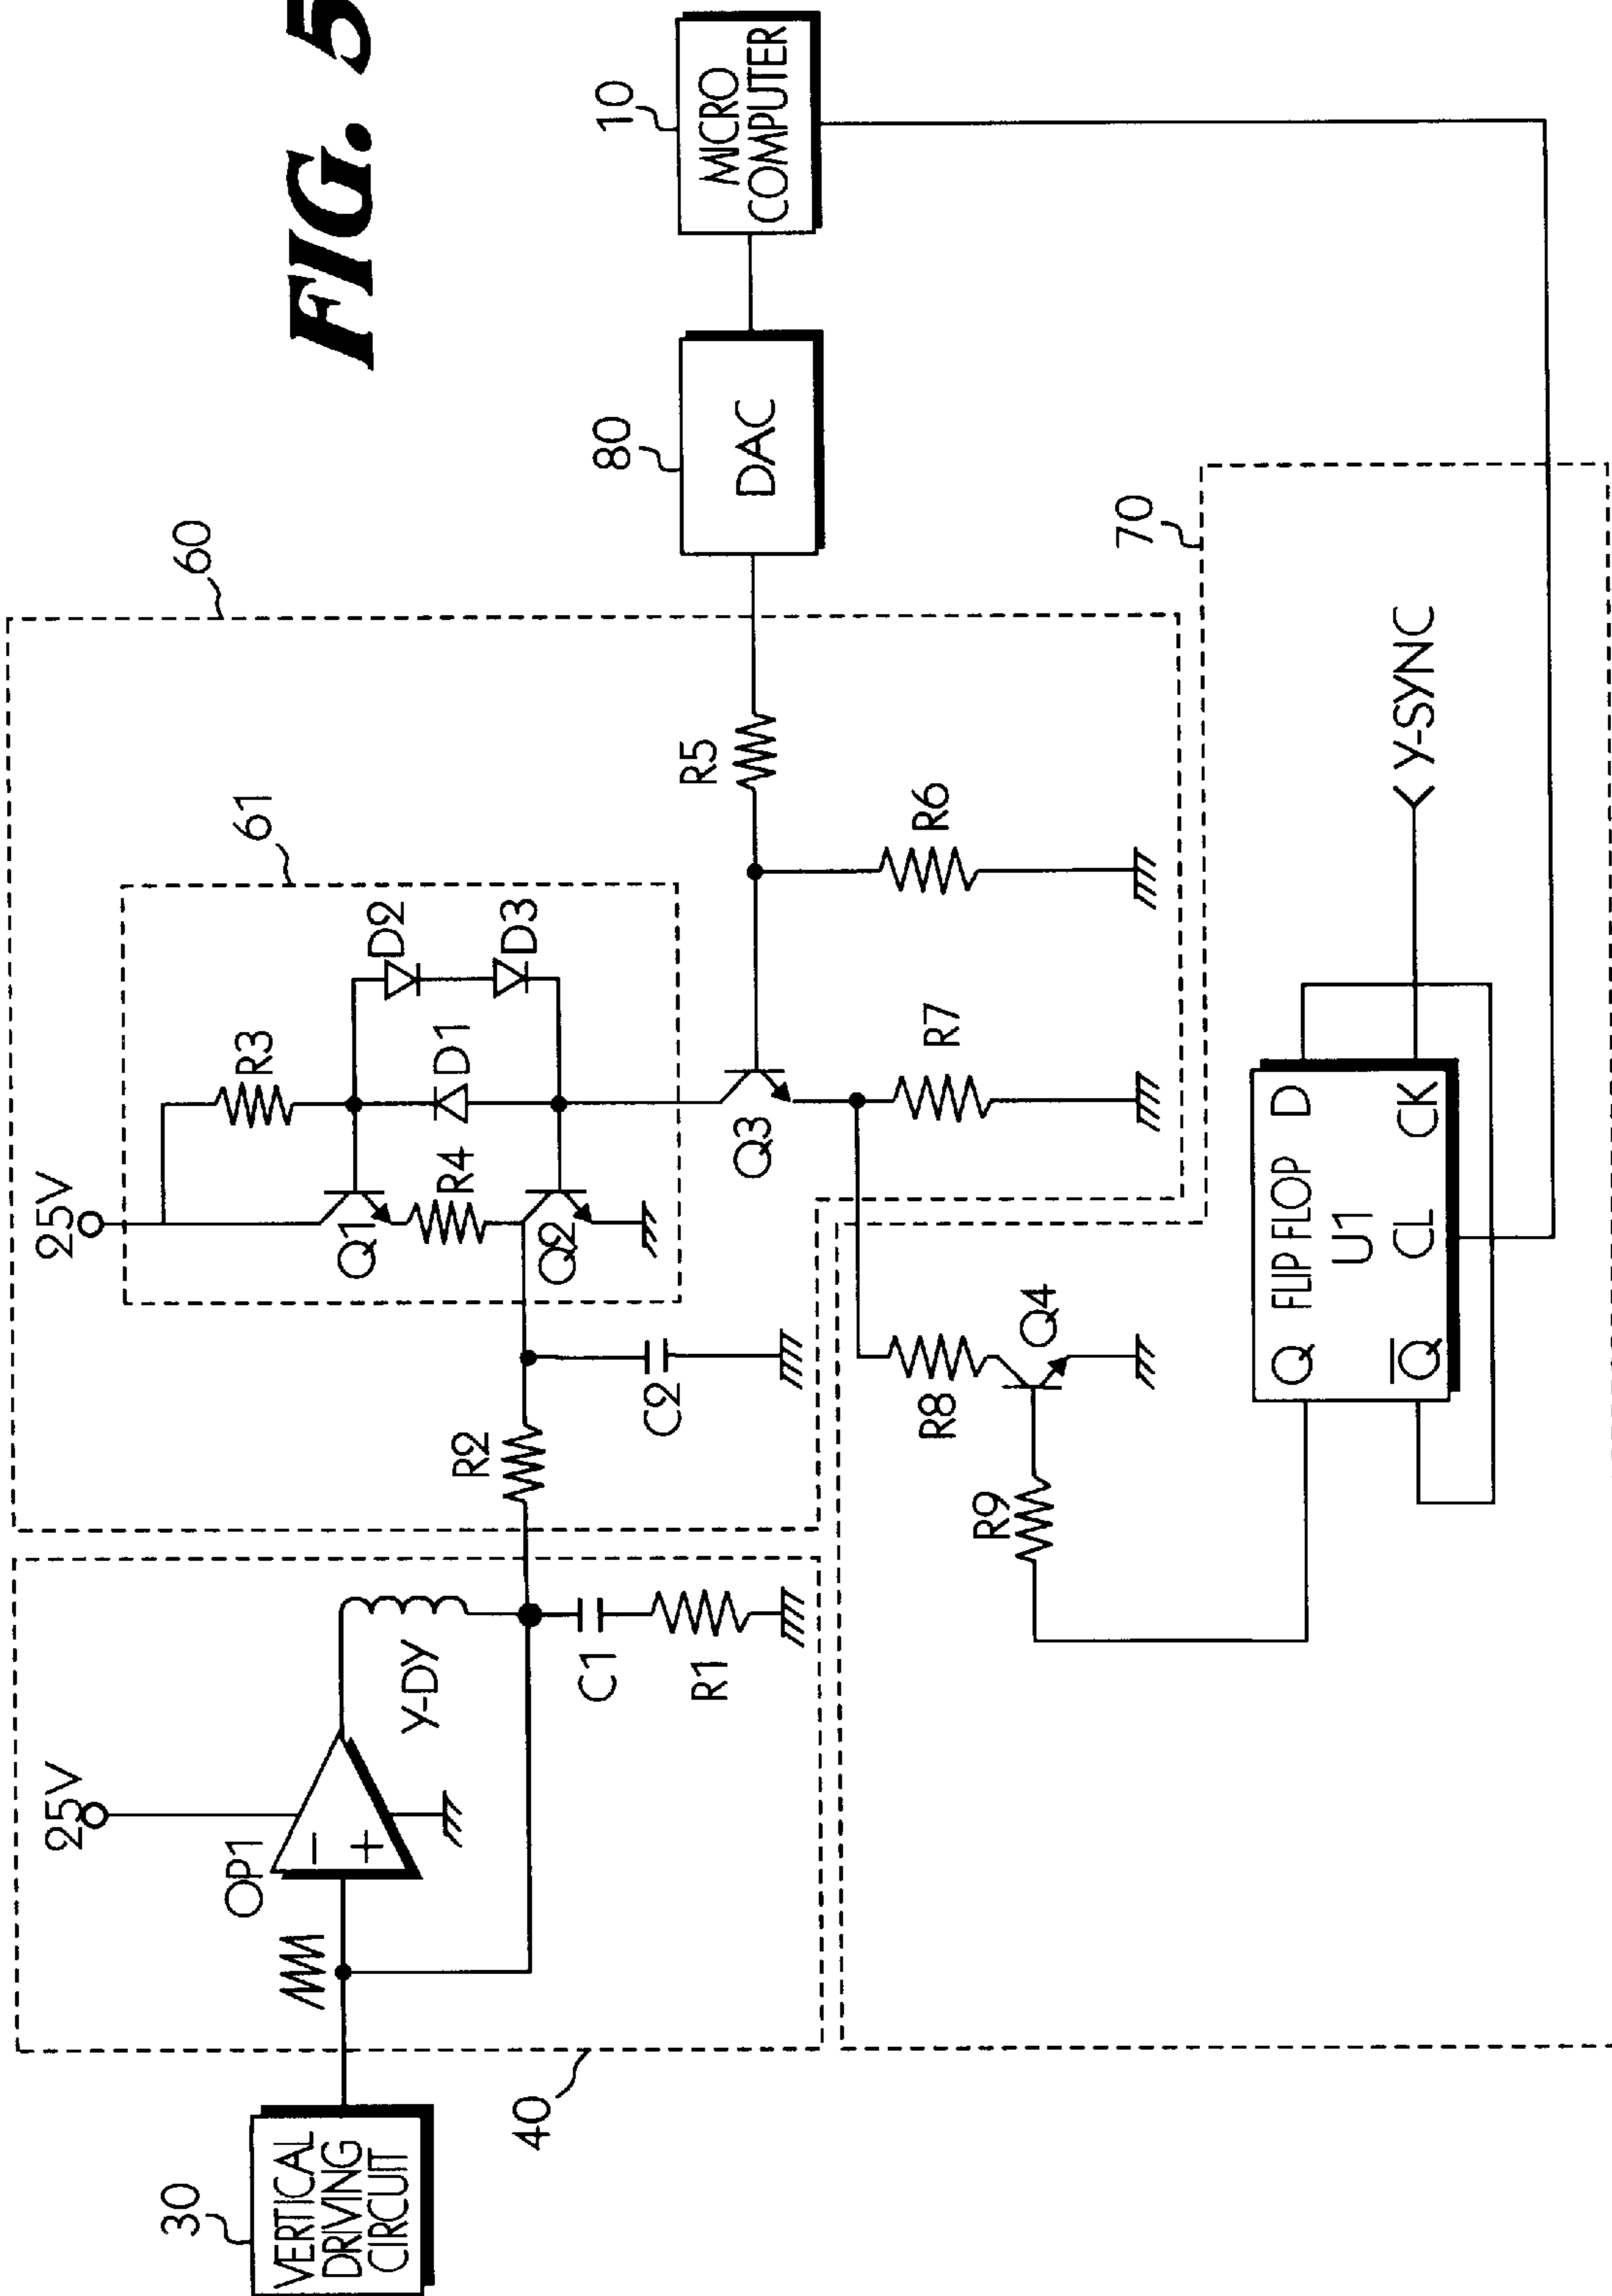 FIG. 5
30
VERTICAL
DRIVING
CIRCUIT
40
25V
OP1
−
+
Y-DY
C1
R1
60
R2
C2
25V
61
Q1
R4
Q2
R3
D1
D2
D3
Q3
R5
R6
R7
80
DAC
10
MICRO
COMPUTER
70
R8
Q4
R9
Q FLIP FLOP D
U1
Q CL CK
Y-SYNC